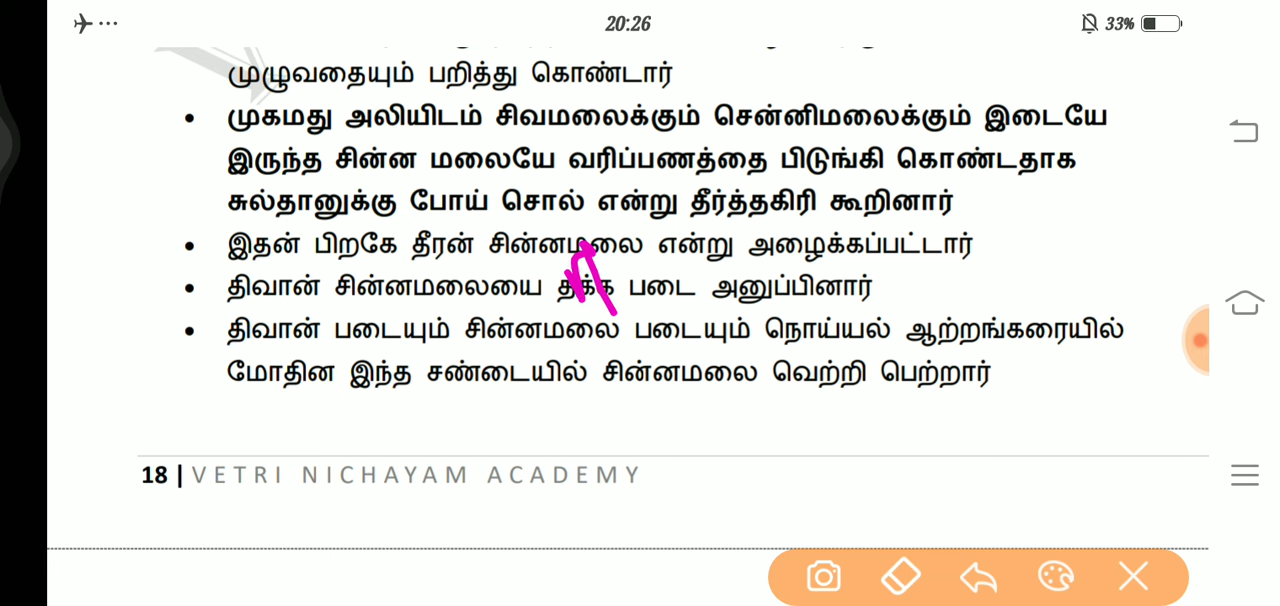 20:26
33%
முழுவதையும் பறித்து கொண்டார்
• முகமது அலியிடம் சிவமலைக்கும் சென்னிமலைக்கும் இடையே
இருந்த சின்ன மலையே வரிப்பணத்தை பிடுங்கி கொண்டதாக
சுல்தானுக்கு போய் சொல் என்று தீர்த்தகிரி கூறினார்
• இதன் பிறகே தீரன் சின்னமலை என்று அழைக்கப்பட்டார்
• திவான் சின்னமலையை தக்க படை அனுப்பினார்
• திவான் படையும் சின்னமலை படையும் நொய்யல் ஆற்றங்கரையில்
மோதின இந்த சண்டையில் சின்னமலை வெற்றி பெற்றார்
18 | VETRI NICHAYAM ACADEMY